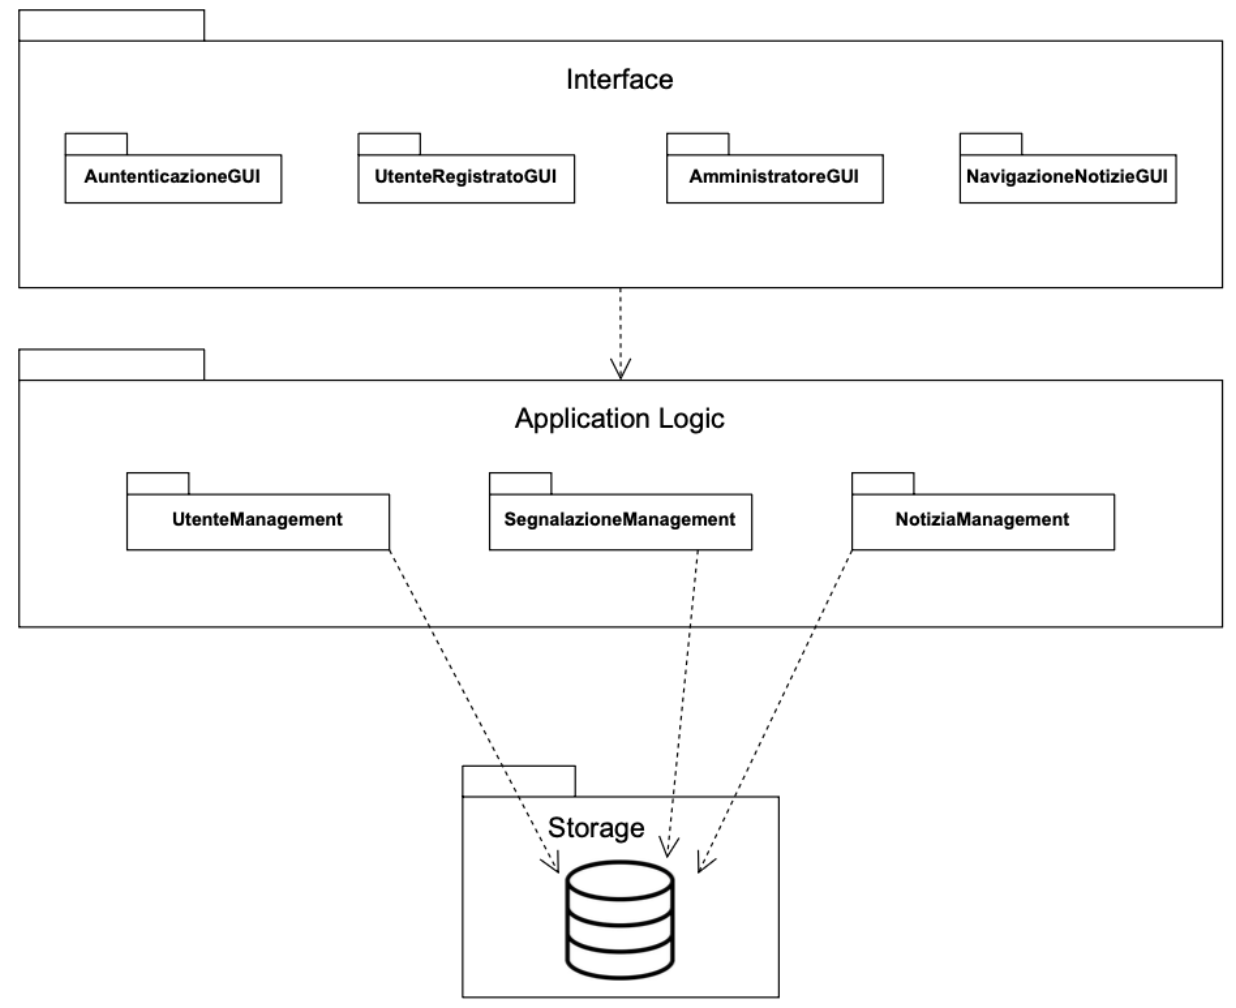 Interface
AuntenticazioneGUI
UtenteRegistratoGUI
AmministratoreGUI
NavigazioneNotizieGUI
Application Logic
UtenteManagement
SegnalazioneManagement
NotiziaManagement
Storage